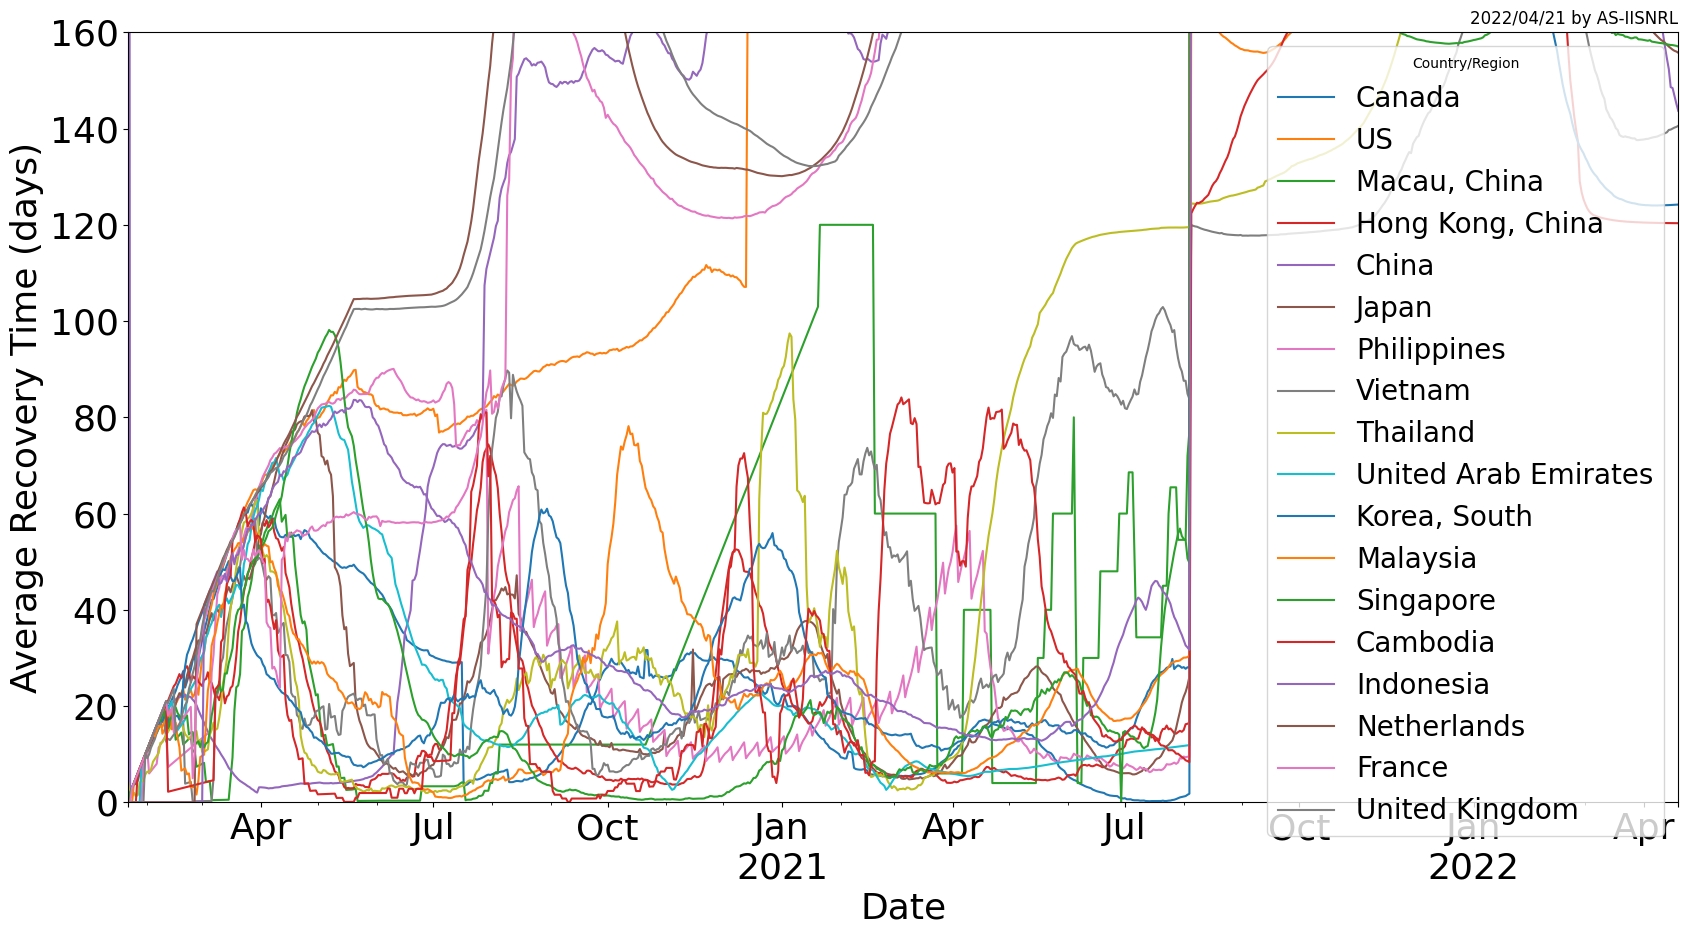 2022/04/21 by AS-IISNRL
Average Recovery Time (days)
160
140
120
100
80
60
40
20
0
Country/Region
Canada
US
Macau, China
Hong Kong, China
China
Japan
Philippines
Vietnam
Thailand
United Arab Emirates
Korea, South
Malaysia
Singapore
Cambodia
Indonesia
Netherlands
France
United Kingdom
Apr Jul Oct Jan Apr Jul Oct Jan Apr
2021 2022
Date